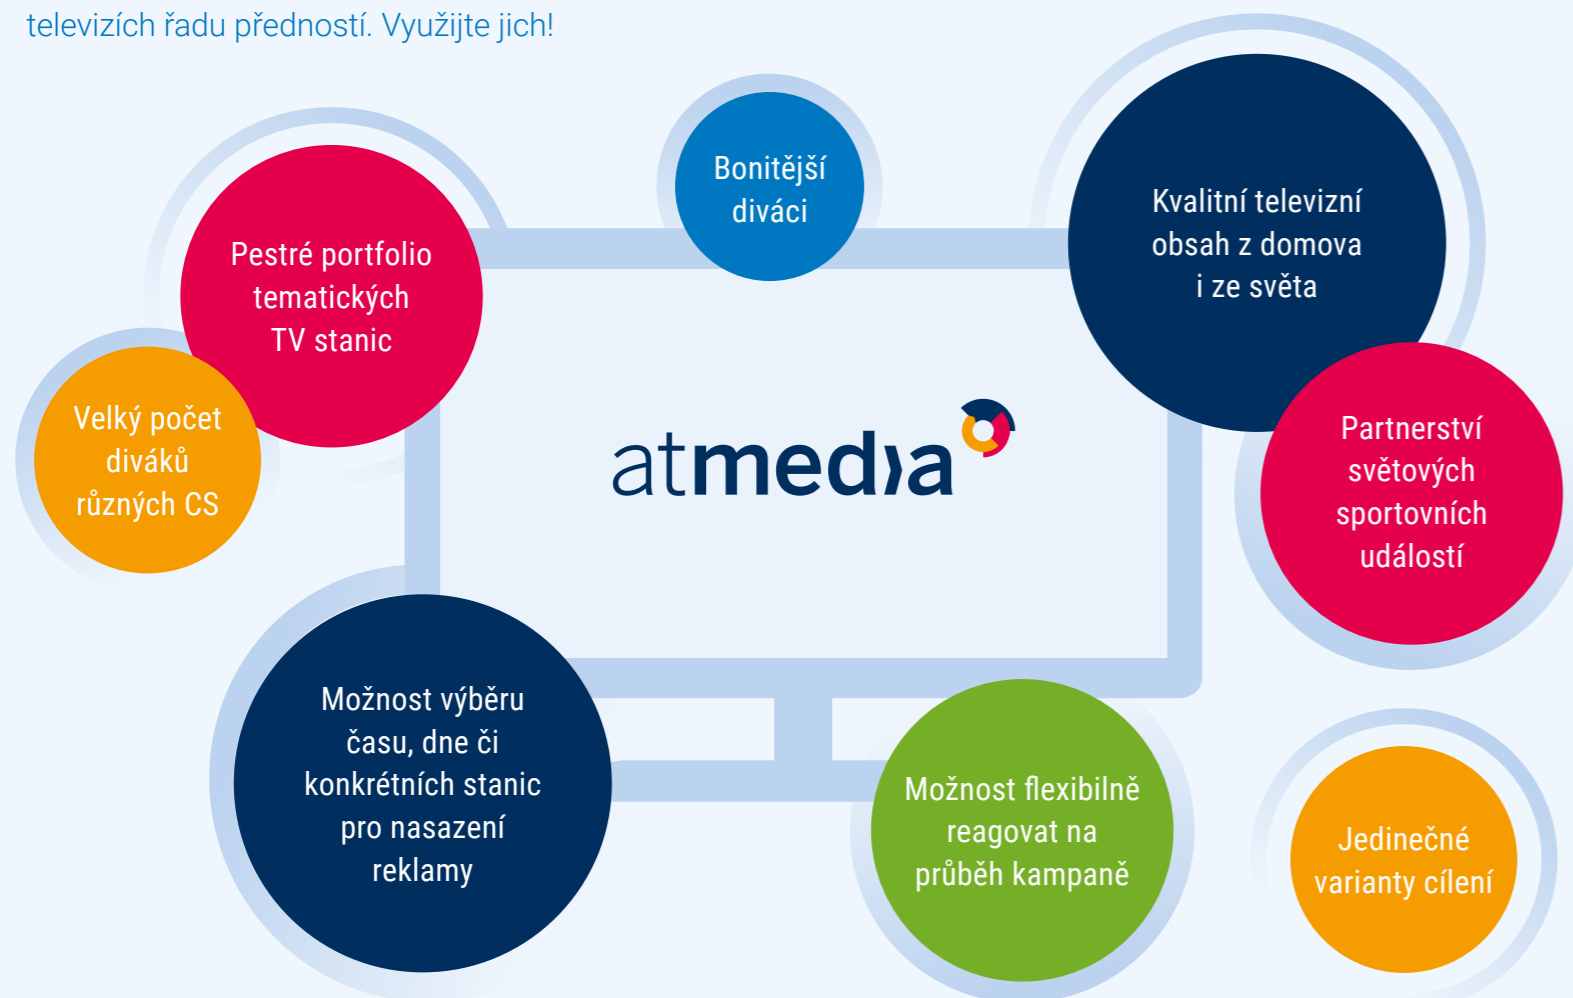 televizích řadu předností. Využijte jich!
Bonitější
diváci
Kvalitní televizní
obsah z domova
i ze světa
Pestré portfolio
tematických
TV stanic
Velký počet
diváků
různých CS
atmedia
Partnerství
světových
sportovních
událostí
Možnost výběru
času, dne či
konkrétních stanic
pro nasazení
reklamy
Možnost flexibilně
reagovat na
průběh kampaně
Jedinečné
varianty cílení